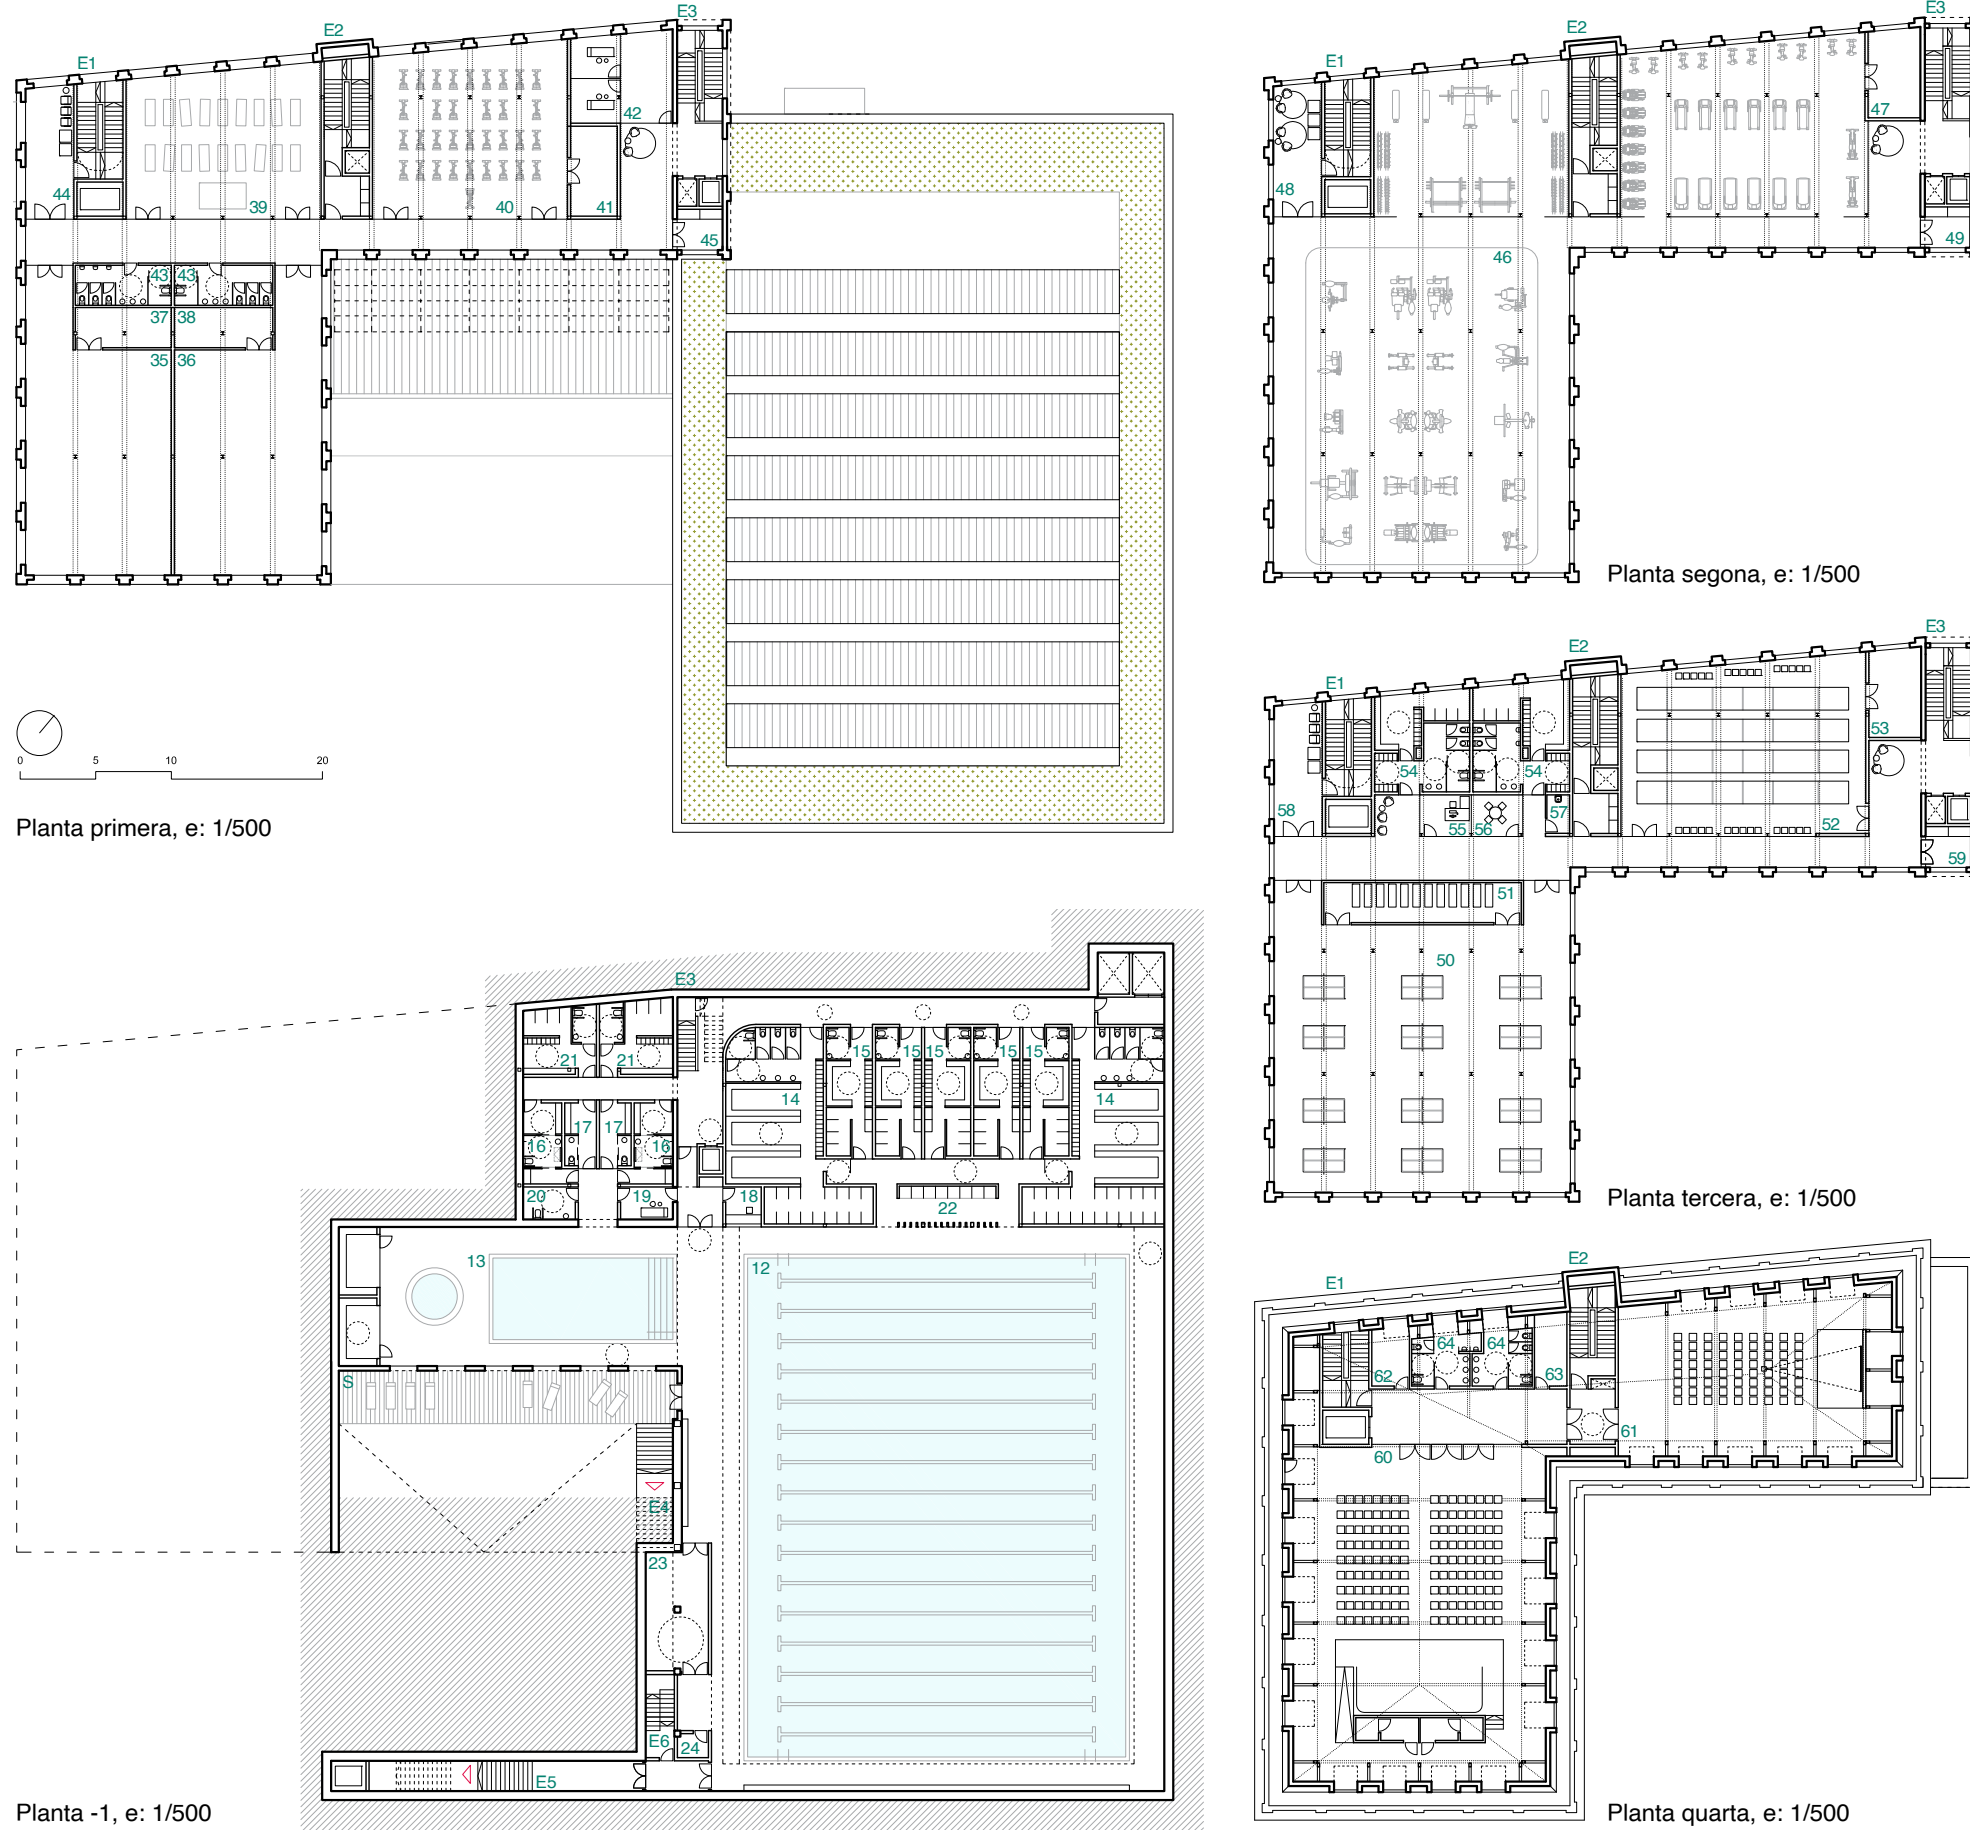 E1
E2
E3
44
39
40
41
42
45
43 43
37 38
35 36
0 5 10 20
Planta primera, e: 1/500
E1
E2
E3
47
48
49
46
Planta segona, e: 1/500
E1
E2
E3
53
54 54
58
55 56
57
52
59
51
50
Planta tercera, e: 1/500
E3
21 21
15 15 15 15 15
14 14
17 17
16 16
20 19 18
22
13
12
S
E4
23
E6
24
E5
Planta -1, e: 1/500
E1
E2
64 64
62 63
61
60
Planta quarta, e: 1/500